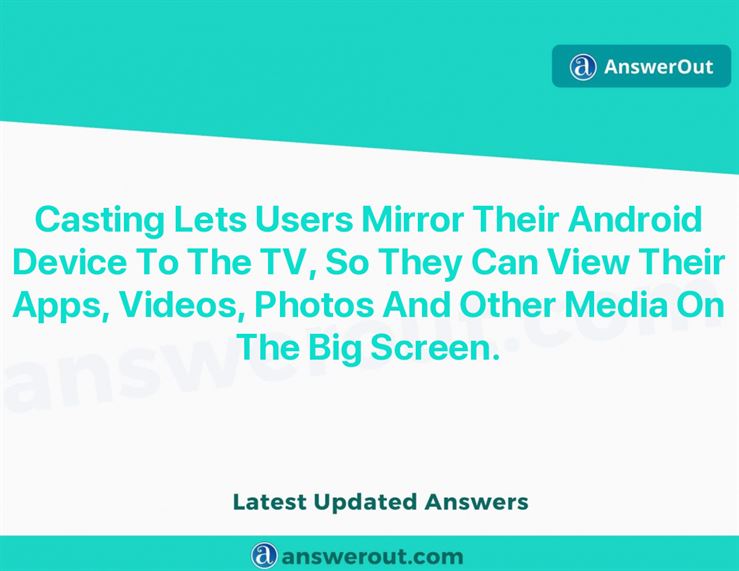 AnswerOut
Casting Lets Users Mirror Their Android
Device To The TV, So They Can View Their
Apps, Videos, Photos And Other Media On
The Big Screen.
answerout.com
Latest Updated Answers
answerout.com